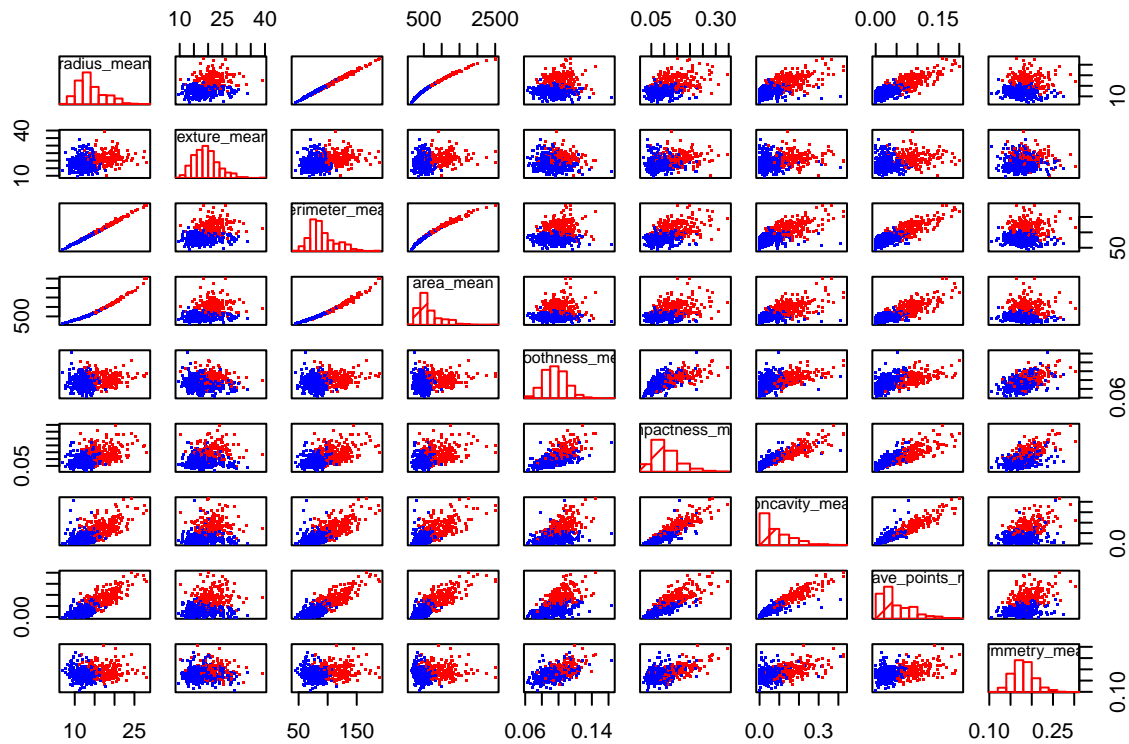 10 25 40
500 2500
0.05 0.30
0.00 0.15
radius_mean
10
40
10
exture_mean
erimeter_mea
50
500
area_mean
oothness_me
0.06
0.05
mpactness_m
oncavity_mea
0.0
0.00
ave_points_r
mmetry_mea
0.10
10 25
50 150
0.06 0.14
0.0 0.3
0.10 0.25